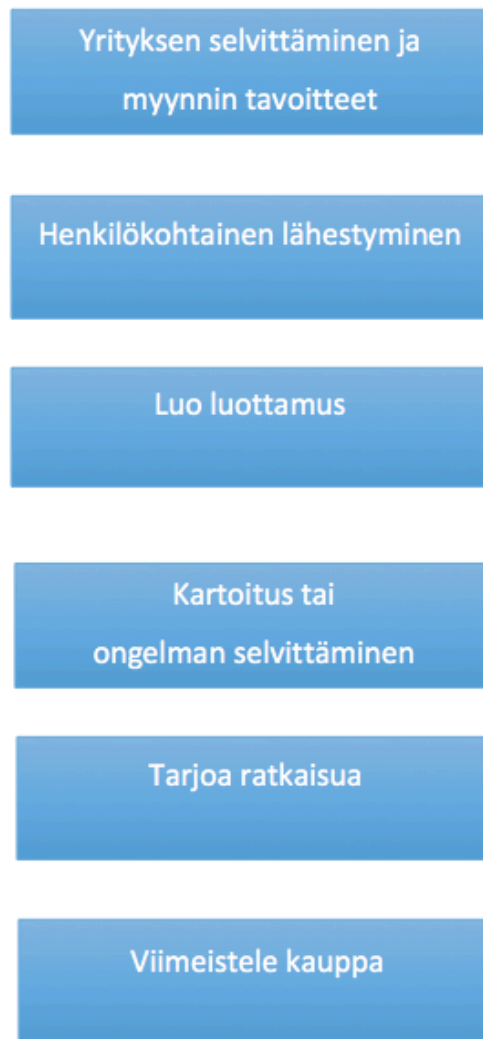 Yrityksen selvittäminen ja
myynnin tavoitteet
Henkilökohtainen lähestyminen
Luo luottamus
Kartoitus tai
ongelman selvittäminen
Tarjoa ratkaisua
Viimeistele kauppa